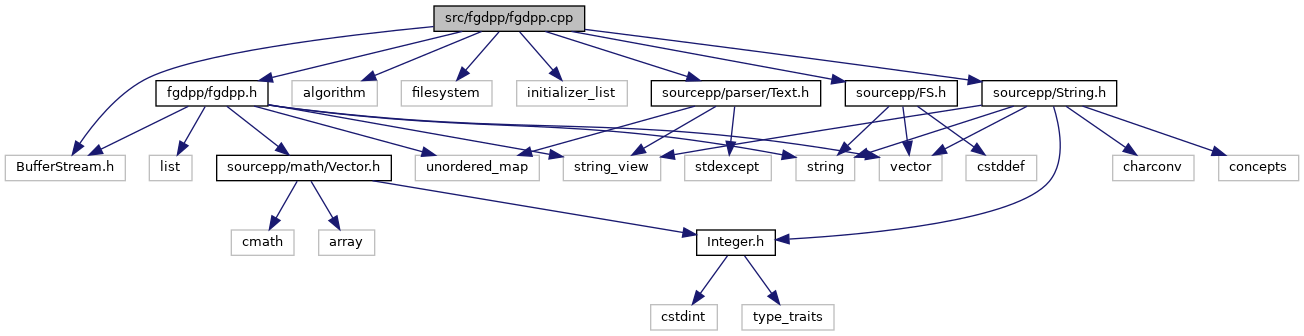 src/fgdpp/fgdpp.cpp
fgdpp/fgdpp.h
algorithm
filesystem
initializer_list
sourcepp/parser/Text.h
sourcepp/FS.h
sourcepp/String.h
BufferStream.h
list
sourcepp/math/Vector.h
unordered_map
string_view
stdexcept
string
vector
cstddef
charconv
concepts
cmath
array
Integer.h
cstdint
type_traits